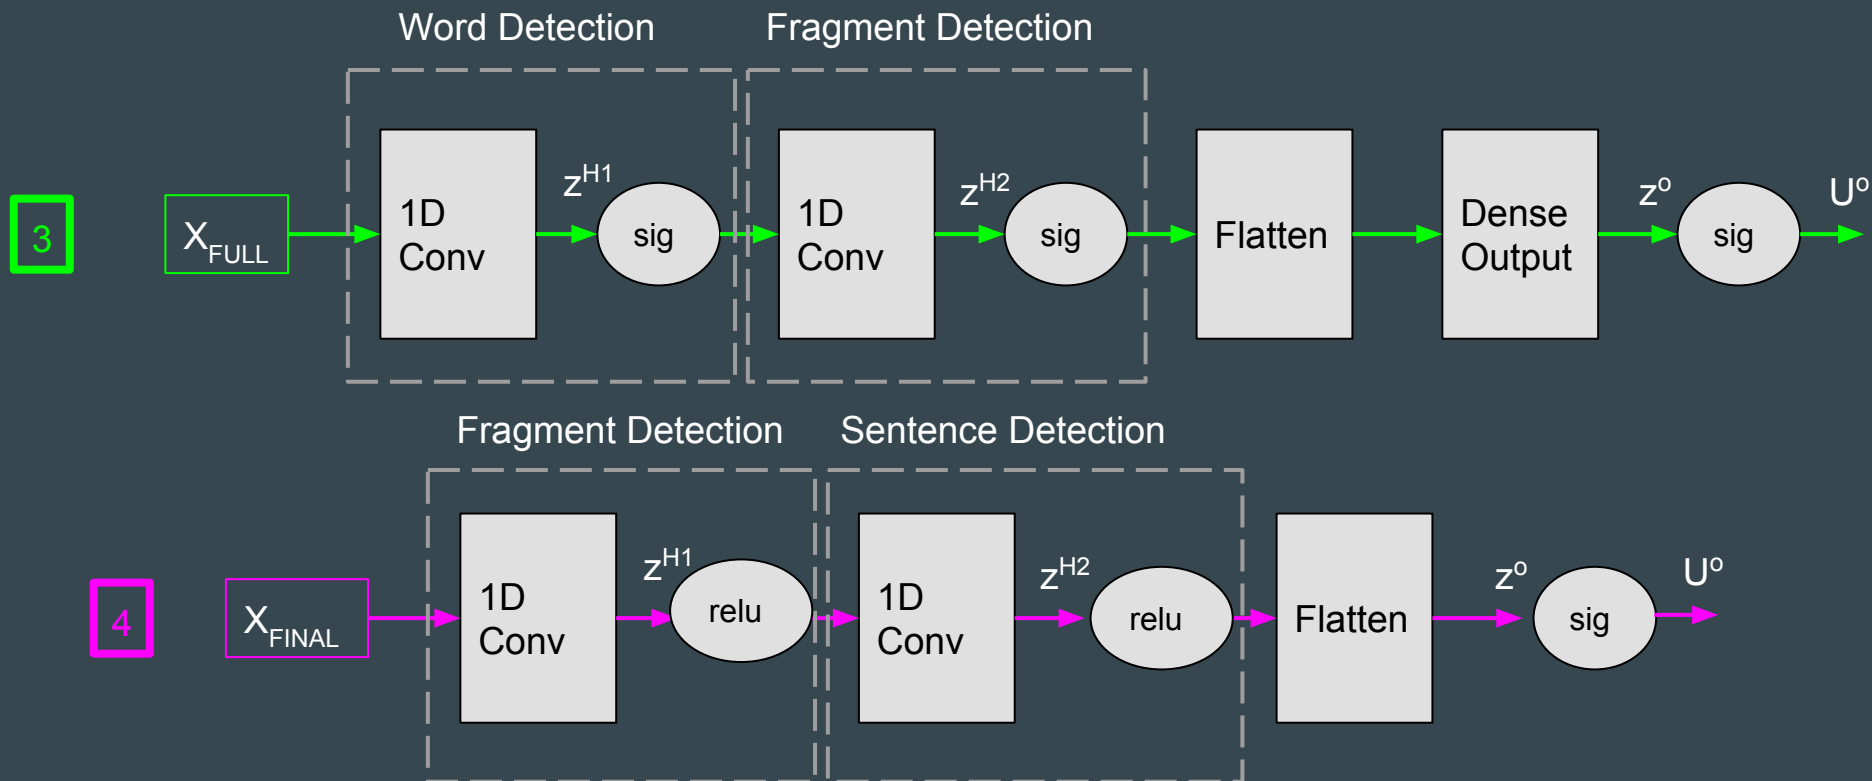 Word Detection
Fragment Detection
3
X_FULL
1D
Conv
z^H1
sig
1D
Conv
z^H2
sig
Flatten
Dense
Output
z^o
sig
U^o
Fragment Detection
Sentence Detection
4
X_FINAL
1D
Conv
z^H1
relu
1D
Conv
z^H2
relu
Flatten
z^o
sig
U^o